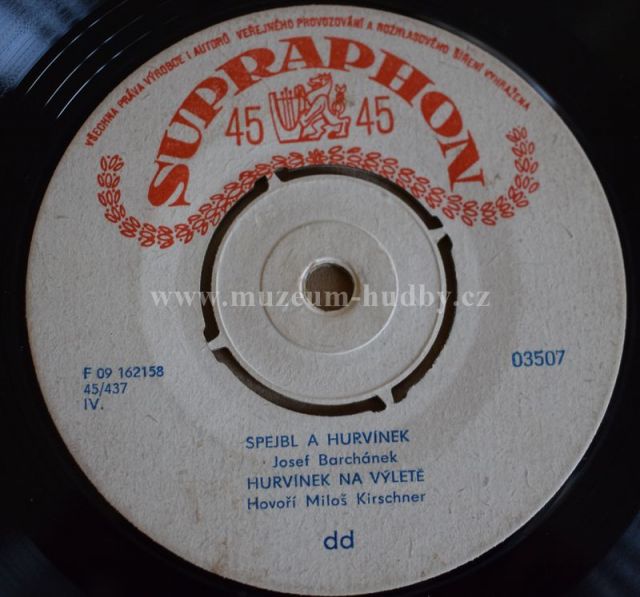 VŠECHNA PRÁVA VÝROBCE I AUTORŮ VEŘEJNÉHO PROVOZOVÁNÍ A ROZHLASOVÉHO ŠÍŘENÍ VYHRAŽENA
SUPRAPHON
45 45
www.muzeum-hudby.cz
F 09 162158
45/437
IV.
03507
SPEJBL A HURVÍNEK
Josef Barchánek
HURVÍNEK NA VÝLETĚ
Hovoří Miloš Kirschner
dd